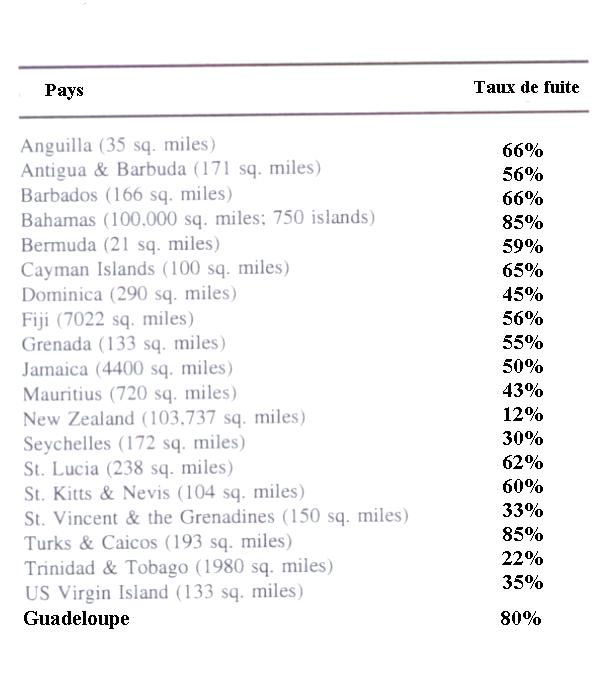 Pays Taux de fuite
Anguilla (35 sq. miles) 66%
Antigua & Barbuda (171 sq. miles) 56%
Barbados (166 sq. miles) 66%
Bahamas (100,000 sq. miles; 750 islands) 85%
Bermuda (21 sq. miles) 59%
Cayman Islands (100 sq. miles) 65%
Dominica (290 sq. miles) 45%
Fiji (7022 sq. miles) 56%
Grenada (133 sq. miles) 55%
Jamaica (4400 sq. miles) 50%
Mauritius (720 sq. miles) 43%
New Zealand (103,737 sq. miles) 12%
Seychelles (172 sq. miles) 30%
St. Lucia (238 sq. miles) 62%
St. Kitts & Nevis (104 sq. miles) 60%
St. Vincent & the Grenadines (150 sq. miles) 33%
Turks & Caicos (193 sq. miles) 85%
Trinidad & Tobago (1980 sq. miles) 22%
US Virgin Island (133 sq. miles) 35%
Guadeloupe 80%